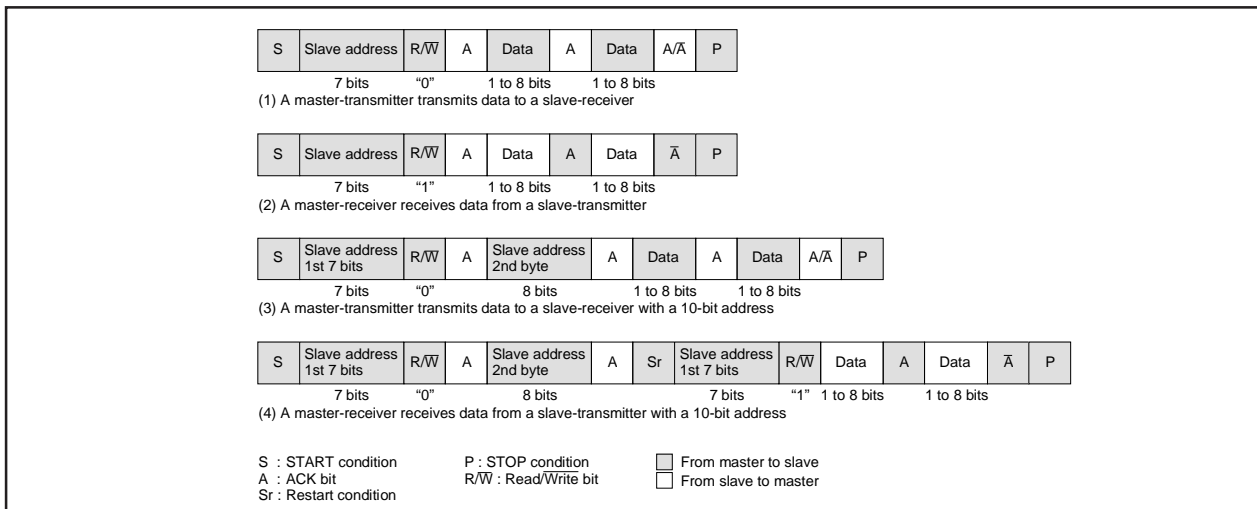 S Slave address R/W̅ A Data A Data A/A̅ P
7 bits “0” 1 to 8 bits 1 to 8 bits
(1) A master-transmitter transmits data to a slave-receiver
S Slave address R/W̅ A Data A Data A̅ P
7 bits “1” 1 to 8 bits 1 to 8 bits
(2) A master-receiver receives data from a slave-transmitter
S Slave address 1st 7 bits R/W̅ A Slave address 2nd byte A Data A Data A/A̅ P
7 bits “0” 8 bits 1 to 8 bits 1 to 8 bits
(3) A master-transmitter transmits data to a slave-receiver with a 10-bit address
S Slave address 1st 7 bits R/W̅ A Slave address 2nd byte A Sr Slave address 1st 7 bits R/W̅ Data A Data A̅ P
7 bits “0” 8 bits 7 bits “1” 1 to 8 bits 1 to 8 bits
(4) A master-receiver receives data from a slave-transmitter with a 10-bit address
S : START condition P : STOP condition From master to slave
A : ACK bit R/W̅ : Read/W̅r̅i̅t̅e̅ bit From slave to master
Sr : Restart condition